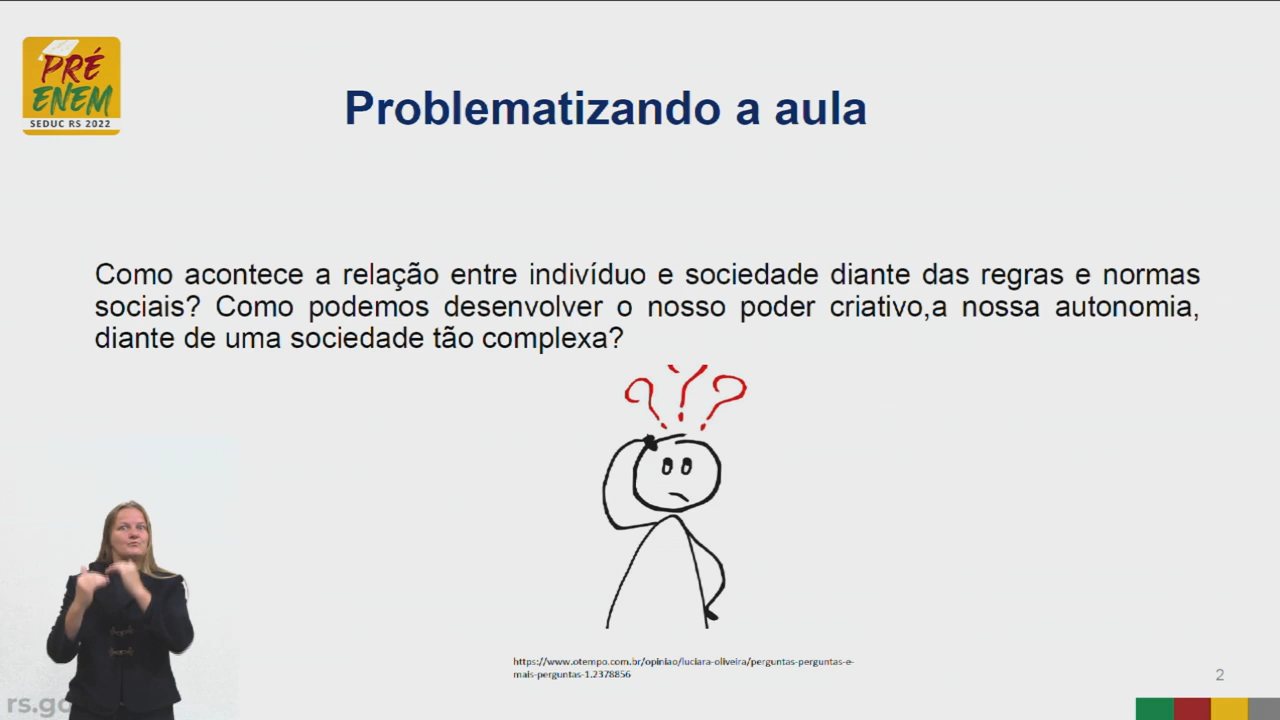 PRÉ
ENEM
SEDUC RS 2022
Problematizando a aula
Como acontece a relação entre indivíduo e sociedade diante das regras e normas
sociais? Como podemos desenvolver o nosso poder criativo,a nossa autonomia,
diante de uma sociedade tão complexa?
https://www.otempo.com.br/opiniao/luciara-oliveira/perguntas-perguntas-e-
mais-perguntas-1.2378856
2
rs.go